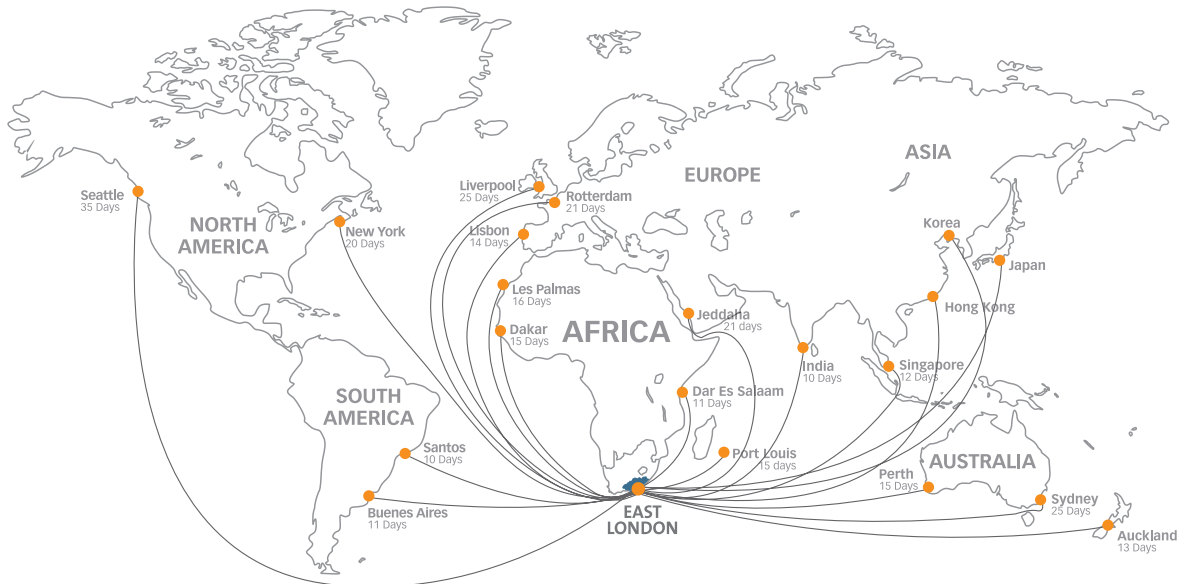 ASIA
EUROPE
Seattle
35 Days
NORTH
AMERICA
New York
20 Days
Liverpool
25 Days
Rotterdam
21 Days
Lisbon
14 Days
Korea
Japan
Les Palmas
16 Days
Hong Kong
Dakar
15 Days
AFRICA
Jeddaha
21 days
India
10 Days
Singapore
12 Days
SOUTH
AMERICA
Dar Es Salaam
11 Days
Santos
10 Days
Port Louis
15 days
AUSTRALIA
Perth
15 Days
Buenes Aires
11 Days
EAST
LONDON
Sydney
25 Days
Auckland
13 Days